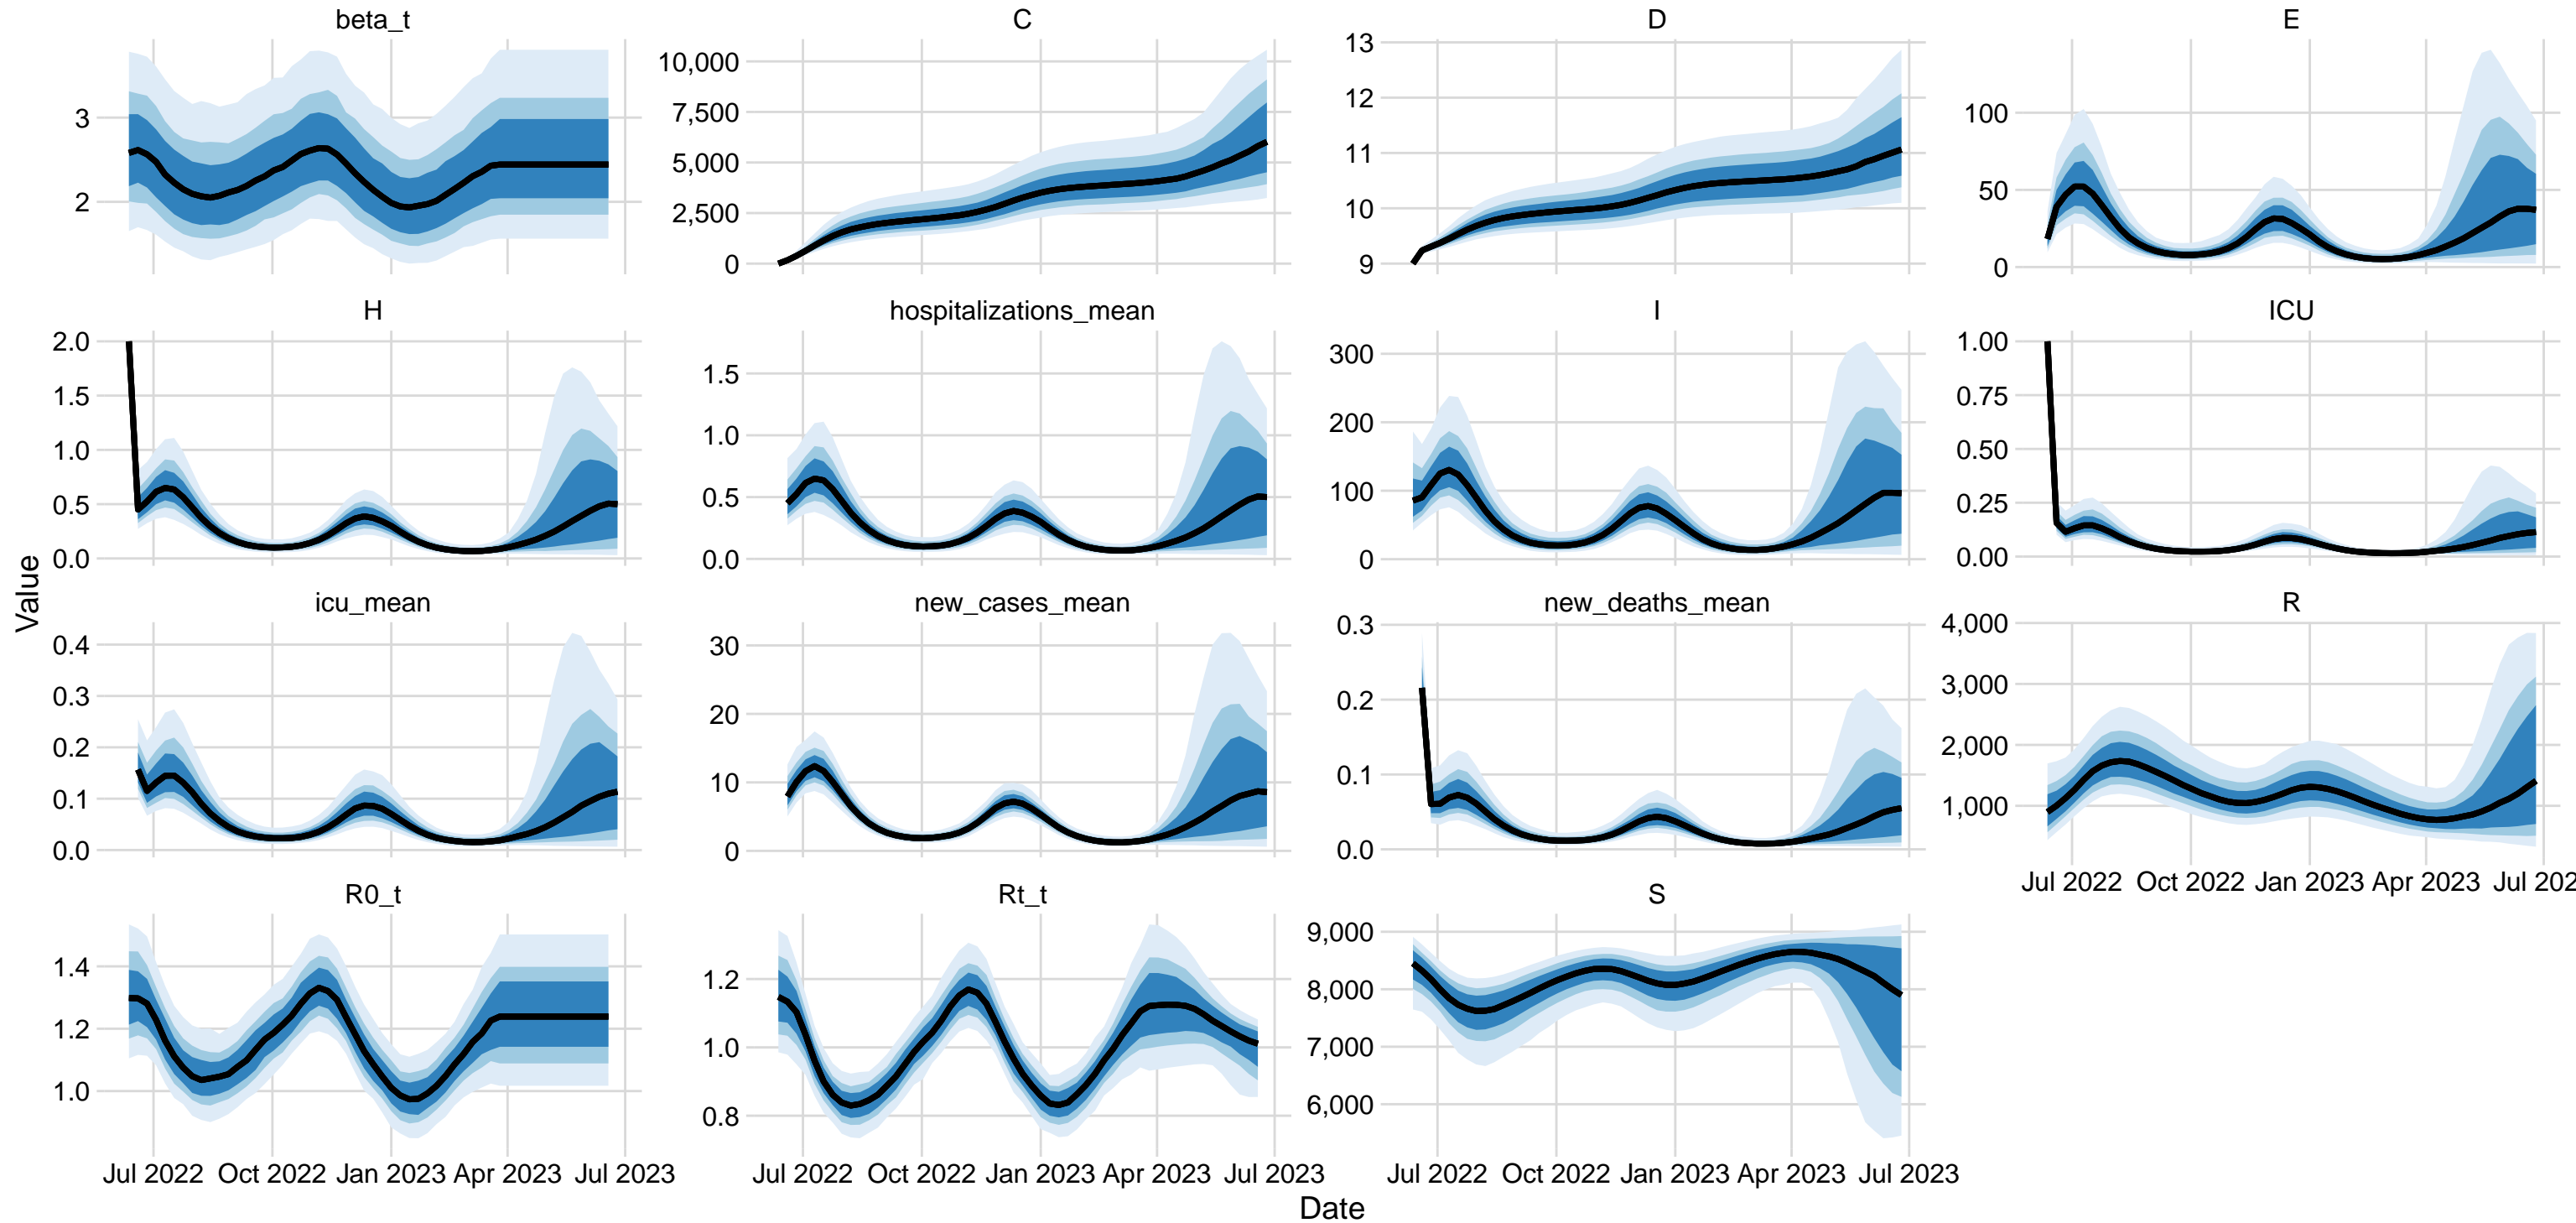 beta_t
C
D
E
3
2
10,000
7,500
5,000
2,500
0
13
12
11
10
9
100
50
0
H
hospitalizations_mean
I
ICU
2.0
1.5
1.0
0.5
0.0
1.5
1.0
0.5
0.0
300
200
100
0
1.00
0.75
0.50
0.25
0.00
Value
icu_mean
new_cases_mean
new_deaths_mean
R
0.4
0.3
0.2
0.1
0.0
30
20
10
0
0.3
0.2
0.1
0.0
4,000
3,000
2,000
1,000
Jul 2022 Oct 2022 Jan 2023 Apr 2023 Jul 202
R0_t
Rt_t
S
1.4
1.2
1.0
1.2
1.0
0.8
9,000
8,000
7,000
6,000
Jul 2022 Oct 2022 Jan 2023 Apr 2023 Jul 2023
Jul 2022 Oct 2022 Jan 2023 Apr 2023 Jul 2023
Jul 2022 Oct 2022 Jan 2023 Apr 2023 Jul 2023
Date